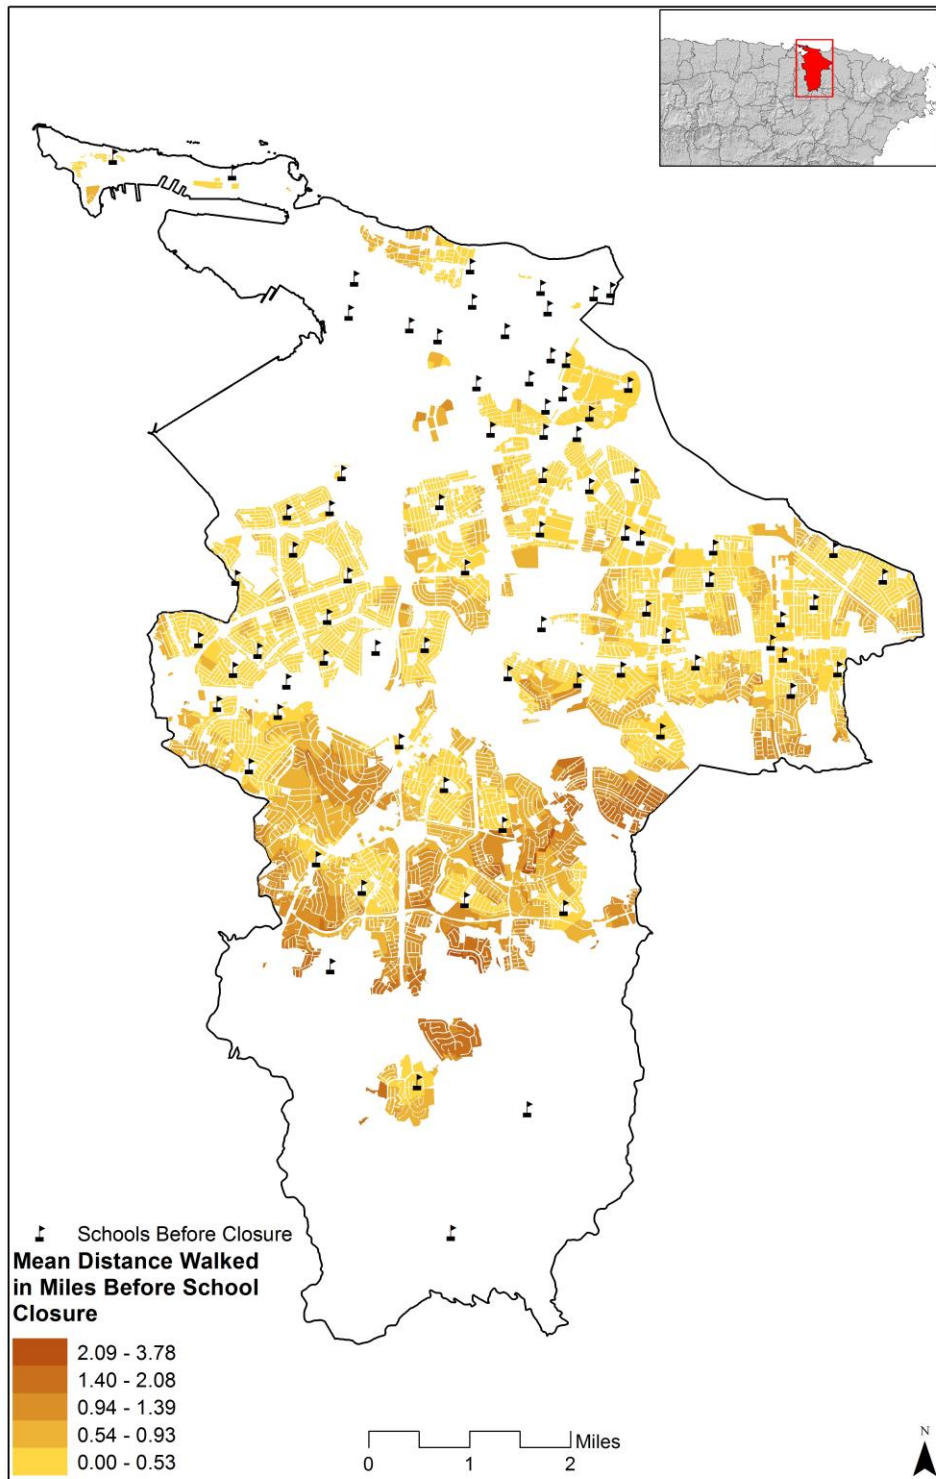 Schools Before Closure
Mean Distance Walked
in Miles Before School
Closure
2.09 - 3.78
1.40 - 2.08
0.94 - 1.39
0.54 - 0.93
0.00 - 0.53
Miles
0 1 2
N